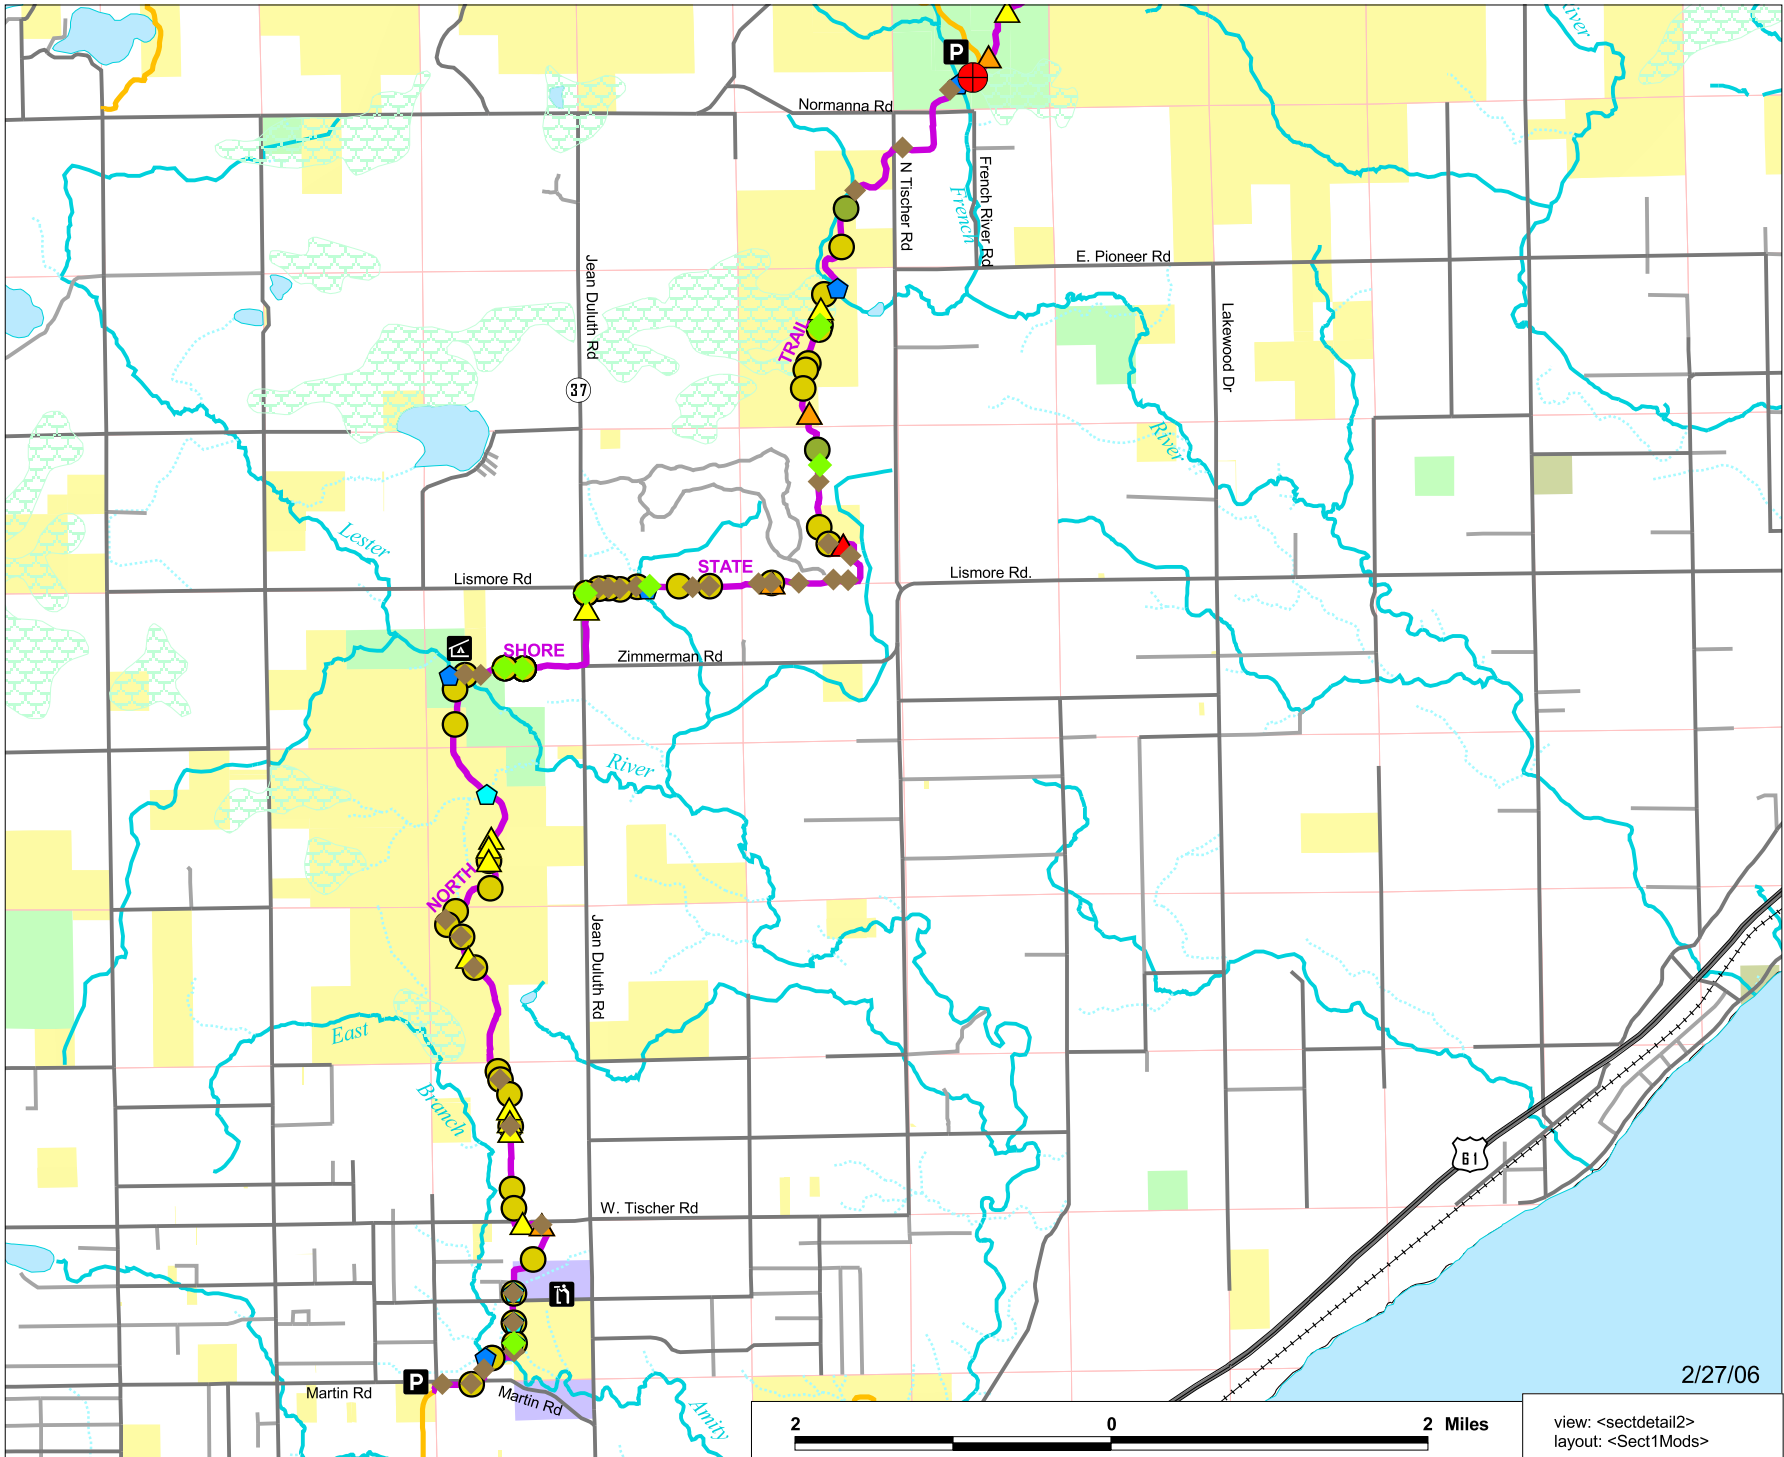 River
P
Normanna Rd
N Tischer Rd
French River Rd
French
E. Pioneer Rd
Jean Duluth Rd
TRAIL
Lakewood Dr
37
River
Lester
STATE
Lismore Rd
Lismore Rd.
SHORE
Zimmerman Rd
River
NORTH
Jean Duluth Rd
East
Branch
61
W. Tischer Rd
P
Martin Rd
Martin Rd
Amity
2/27/06
2 0 2 Miles
view: <sectdetail2>
layout: <Sect1Mods>